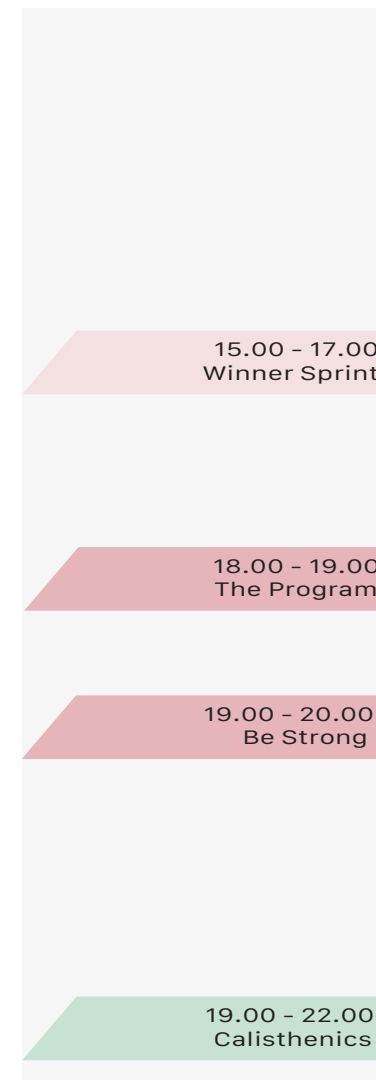 15.00 - 17.00
Winner Sprint
18.00 - 19.00
The Program
19.00 - 20.00
Be Strong
19.00 - 22.00
Calisthenics